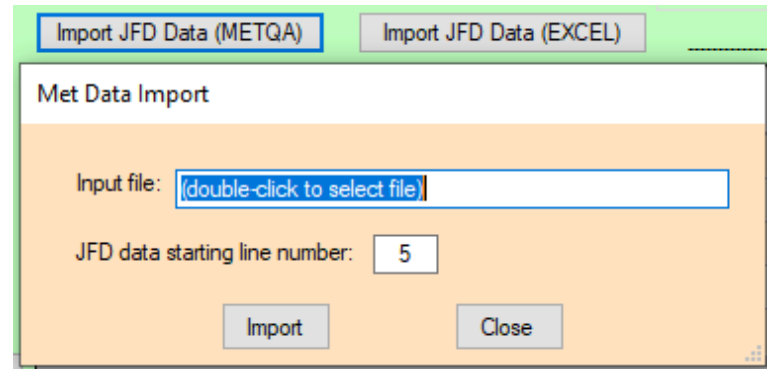 Import JFD Data (METQA) Import JFD Data (EXCEL)
Met Data Import
Input file: (double-click to select file)
JFD data starting line number: 5
Import Close